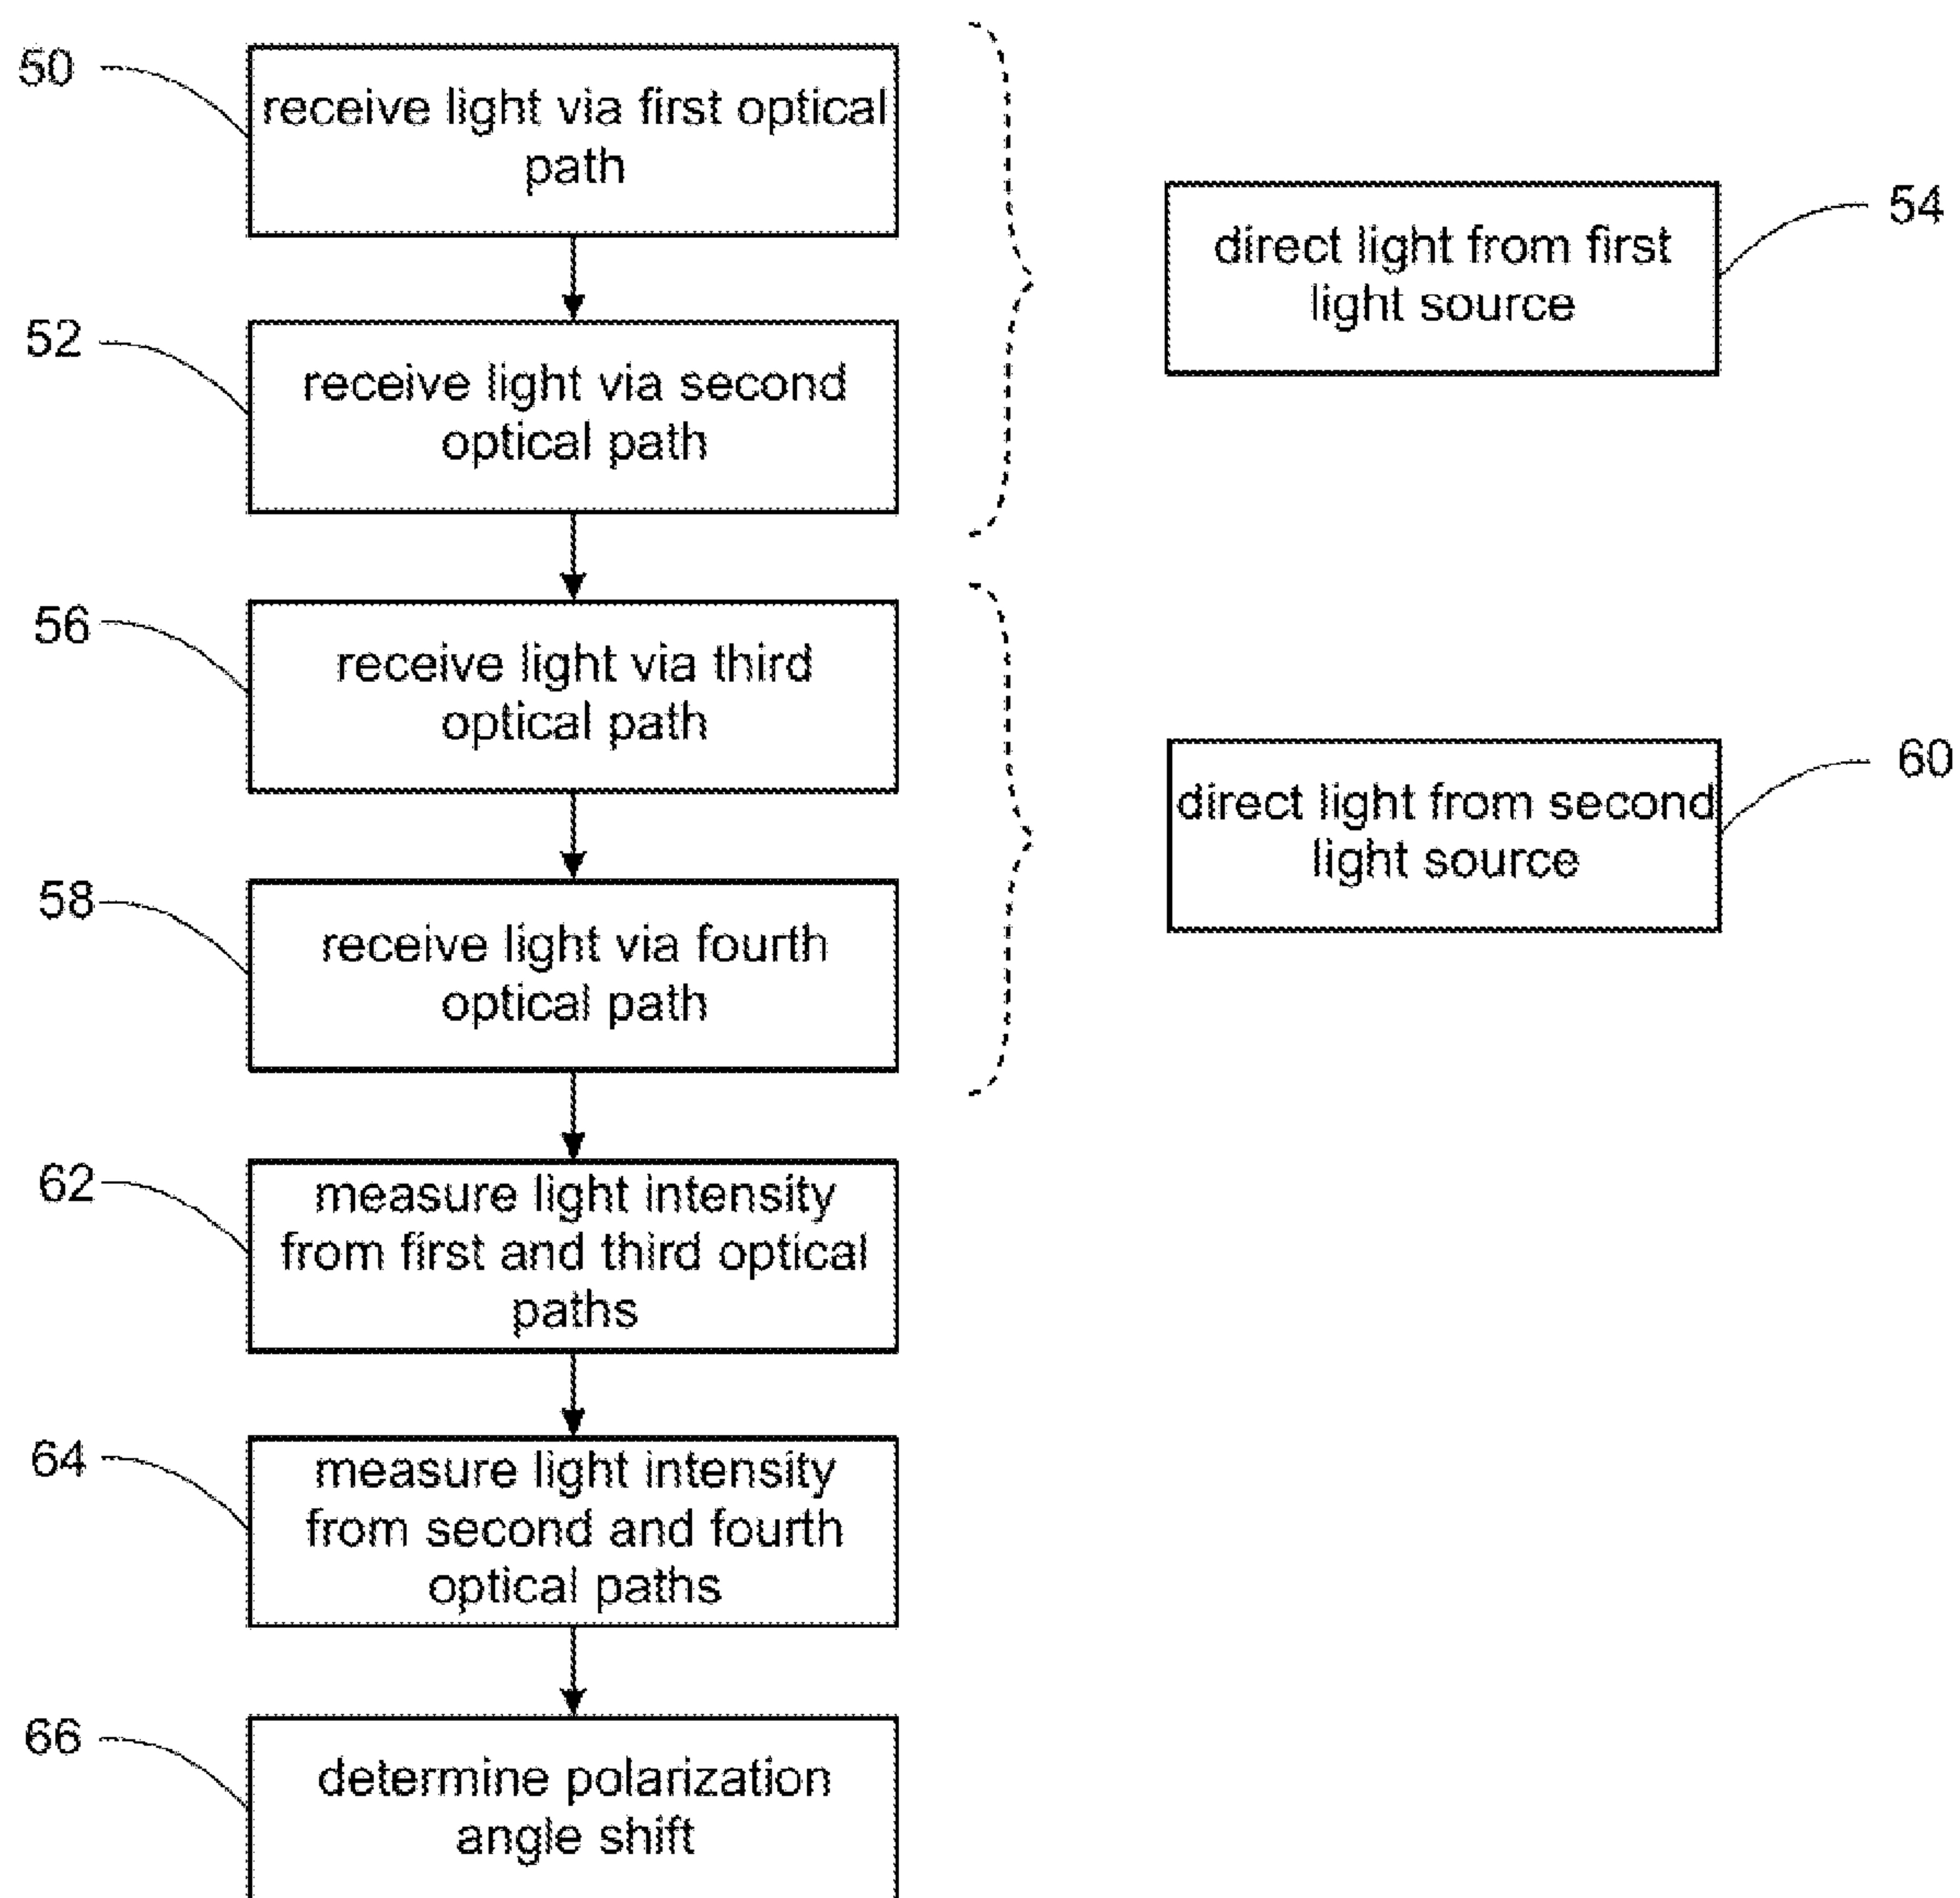 50
receive light via first optical
path
54
direct light from first
light source
52
receive light via second
optical path
56
receive light via third
optical path
60
direct light from second
light source
58
receive light via fourth
optical path
62
measure light intensity
from first and third optical
paths
64
measure light intensity
from second and fourth
optical paths
66
determine polarization
angle shift